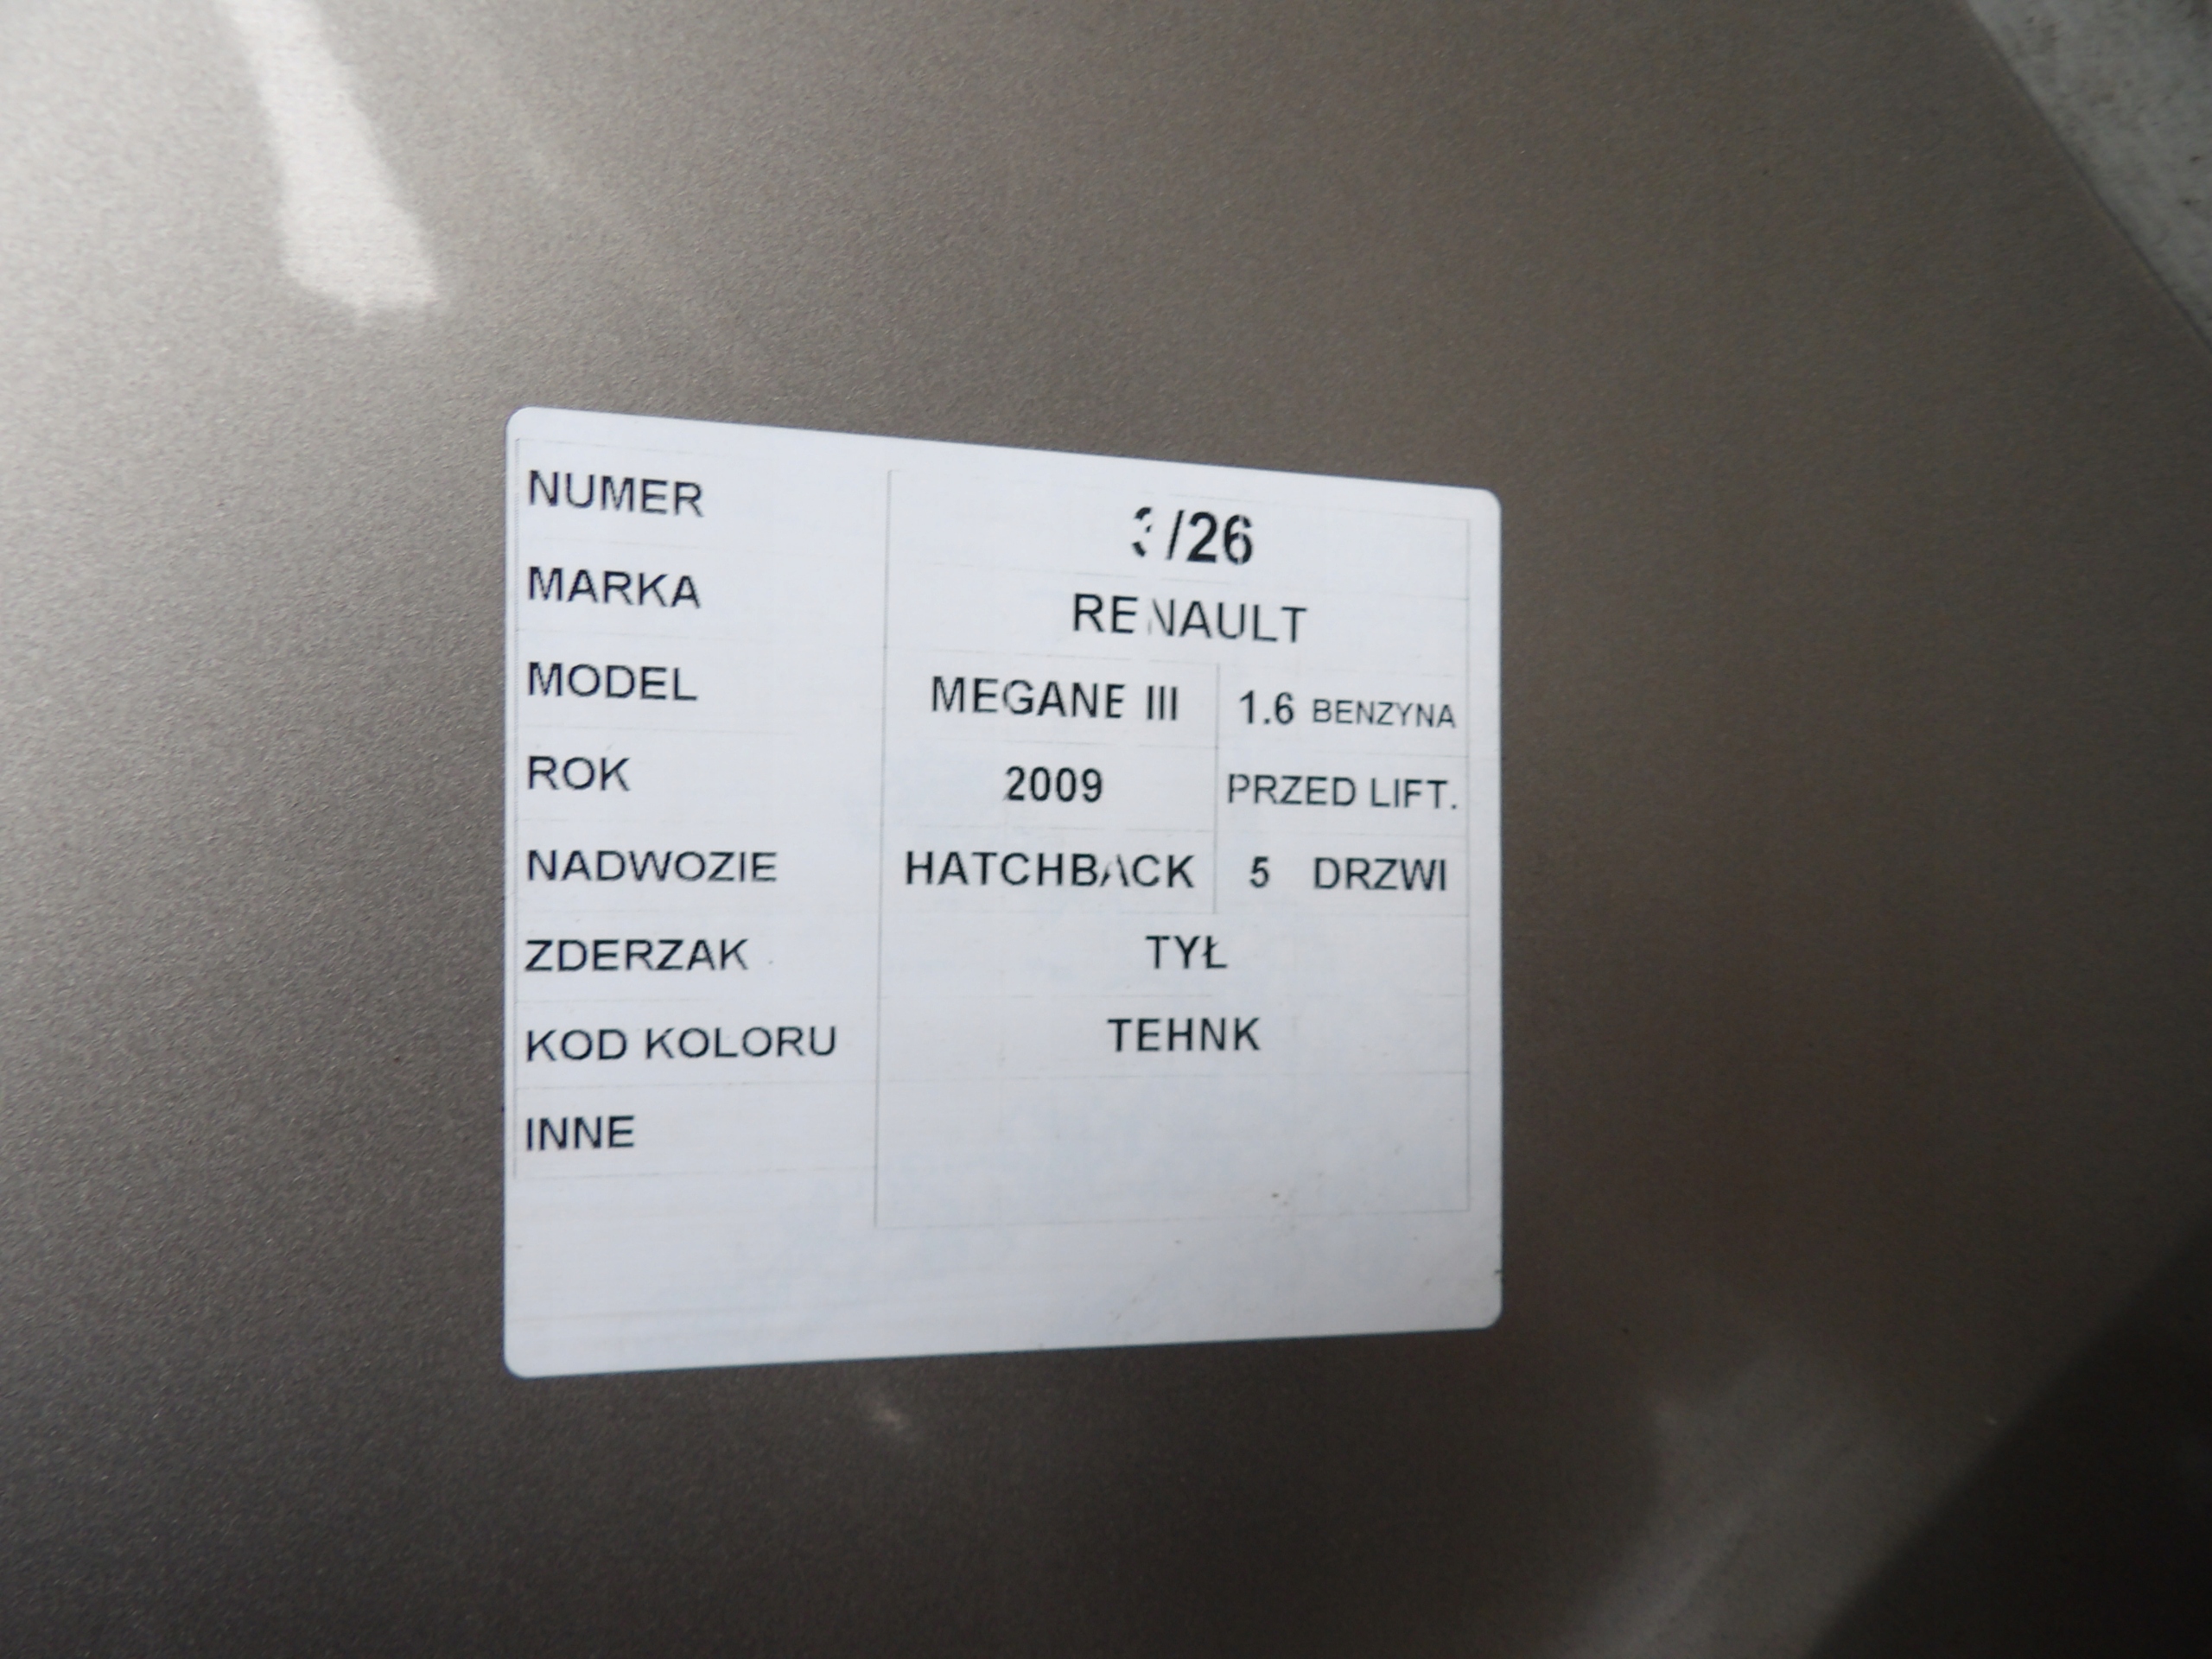 NUMER 3/26
MARKA RENAULT
MODEL MEGANE III 1.6 BENZYNA
ROK 2009 PRZED LIFT.
NADWOZIE HATCHBACK 5 DRZWI
ZDERZAK TYŁ
KOD KOLORU TEHNK
INNE